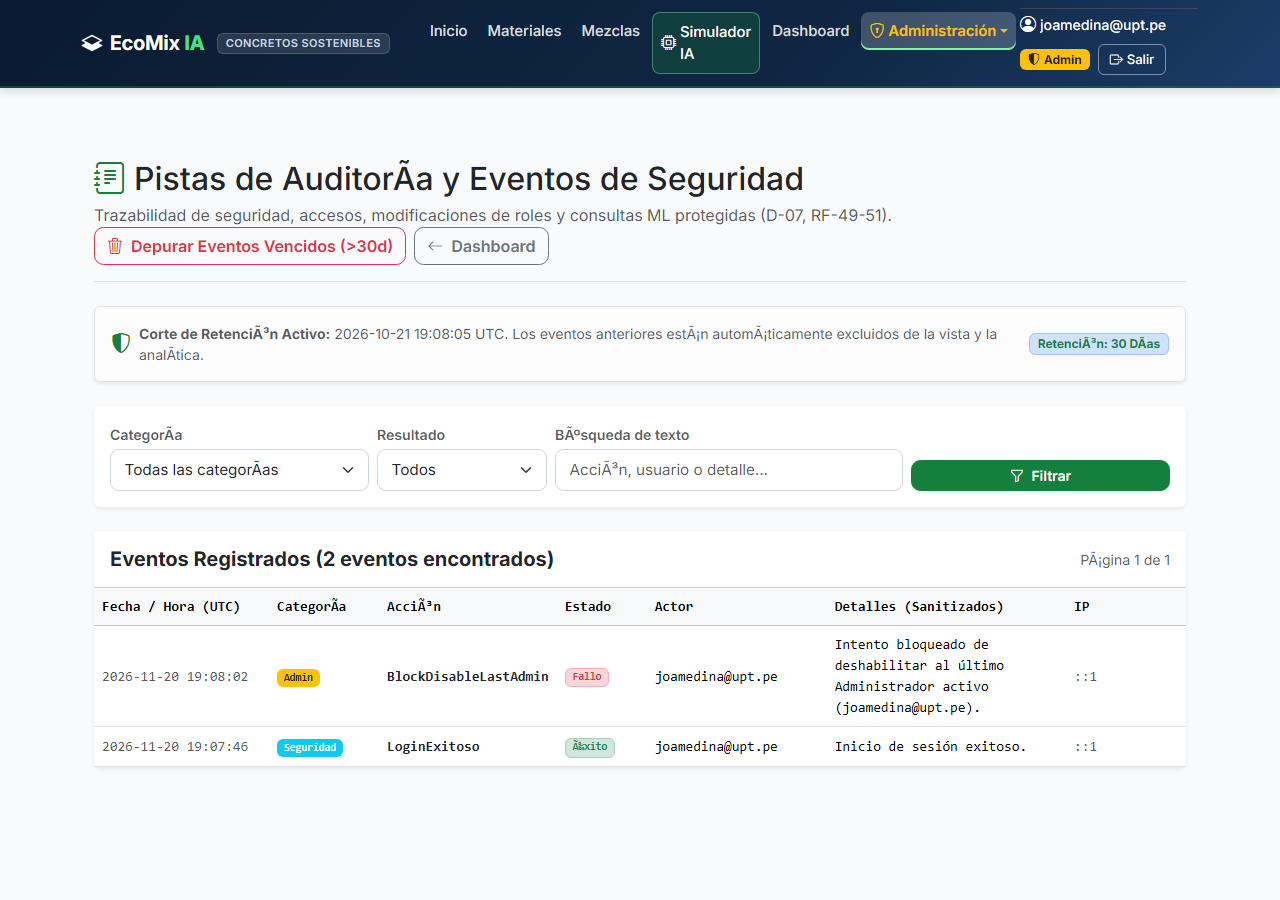 EcoMix IA
CONCRETOS SOSTENIBLES
Inicio
Materiales
Mezclas
Simulador
IA
Dashboard
Administración
joamedina@upt.pe
Admin
Salir
Pistas de AuditorÃa y Eventos de Seguridad
Trazabilidad de seguridad, accesos, modificaciones de roles y consultas ML protegidas (D-07, RF-49-51).
Depurar Eventos Vencidos (>30d)
Dashboard
Corte de RetenciÃ³n Activo: 2026-10-21 19:08:05 UTC. Los eventos anteriores estÃ¡n automÃ¡ticamente excluidos de la vista y la
analÃtica.
RetenciÃ³n: 30 DÃas
CategorÃa
Resultado
BÃºsqueda de texto
Todas las categorÃas
Todos
AcciÃ³n, usuario o detalle...
Filtrar
Eventos Registrados (2 eventos encontrados)
PÃ¡gina 1 de 1
Fecha / Hora (UTC) CategorÃa AcciÃ³n Estado Actor Detalles (Sanitizados) IP
2026-11-20 19:08:02 Admin BlockDisableLastAdmin Fallo joamedina@upt.pe Intento bloqueado de
deshabilitar al último
Administrador activo
(joamedina@upt.pe).
::1
2026-11-20 19:07:46 Seguridad LoginExitoso Ã‰xito joamedina@upt.pe Inicio de sesión exitoso. ::1